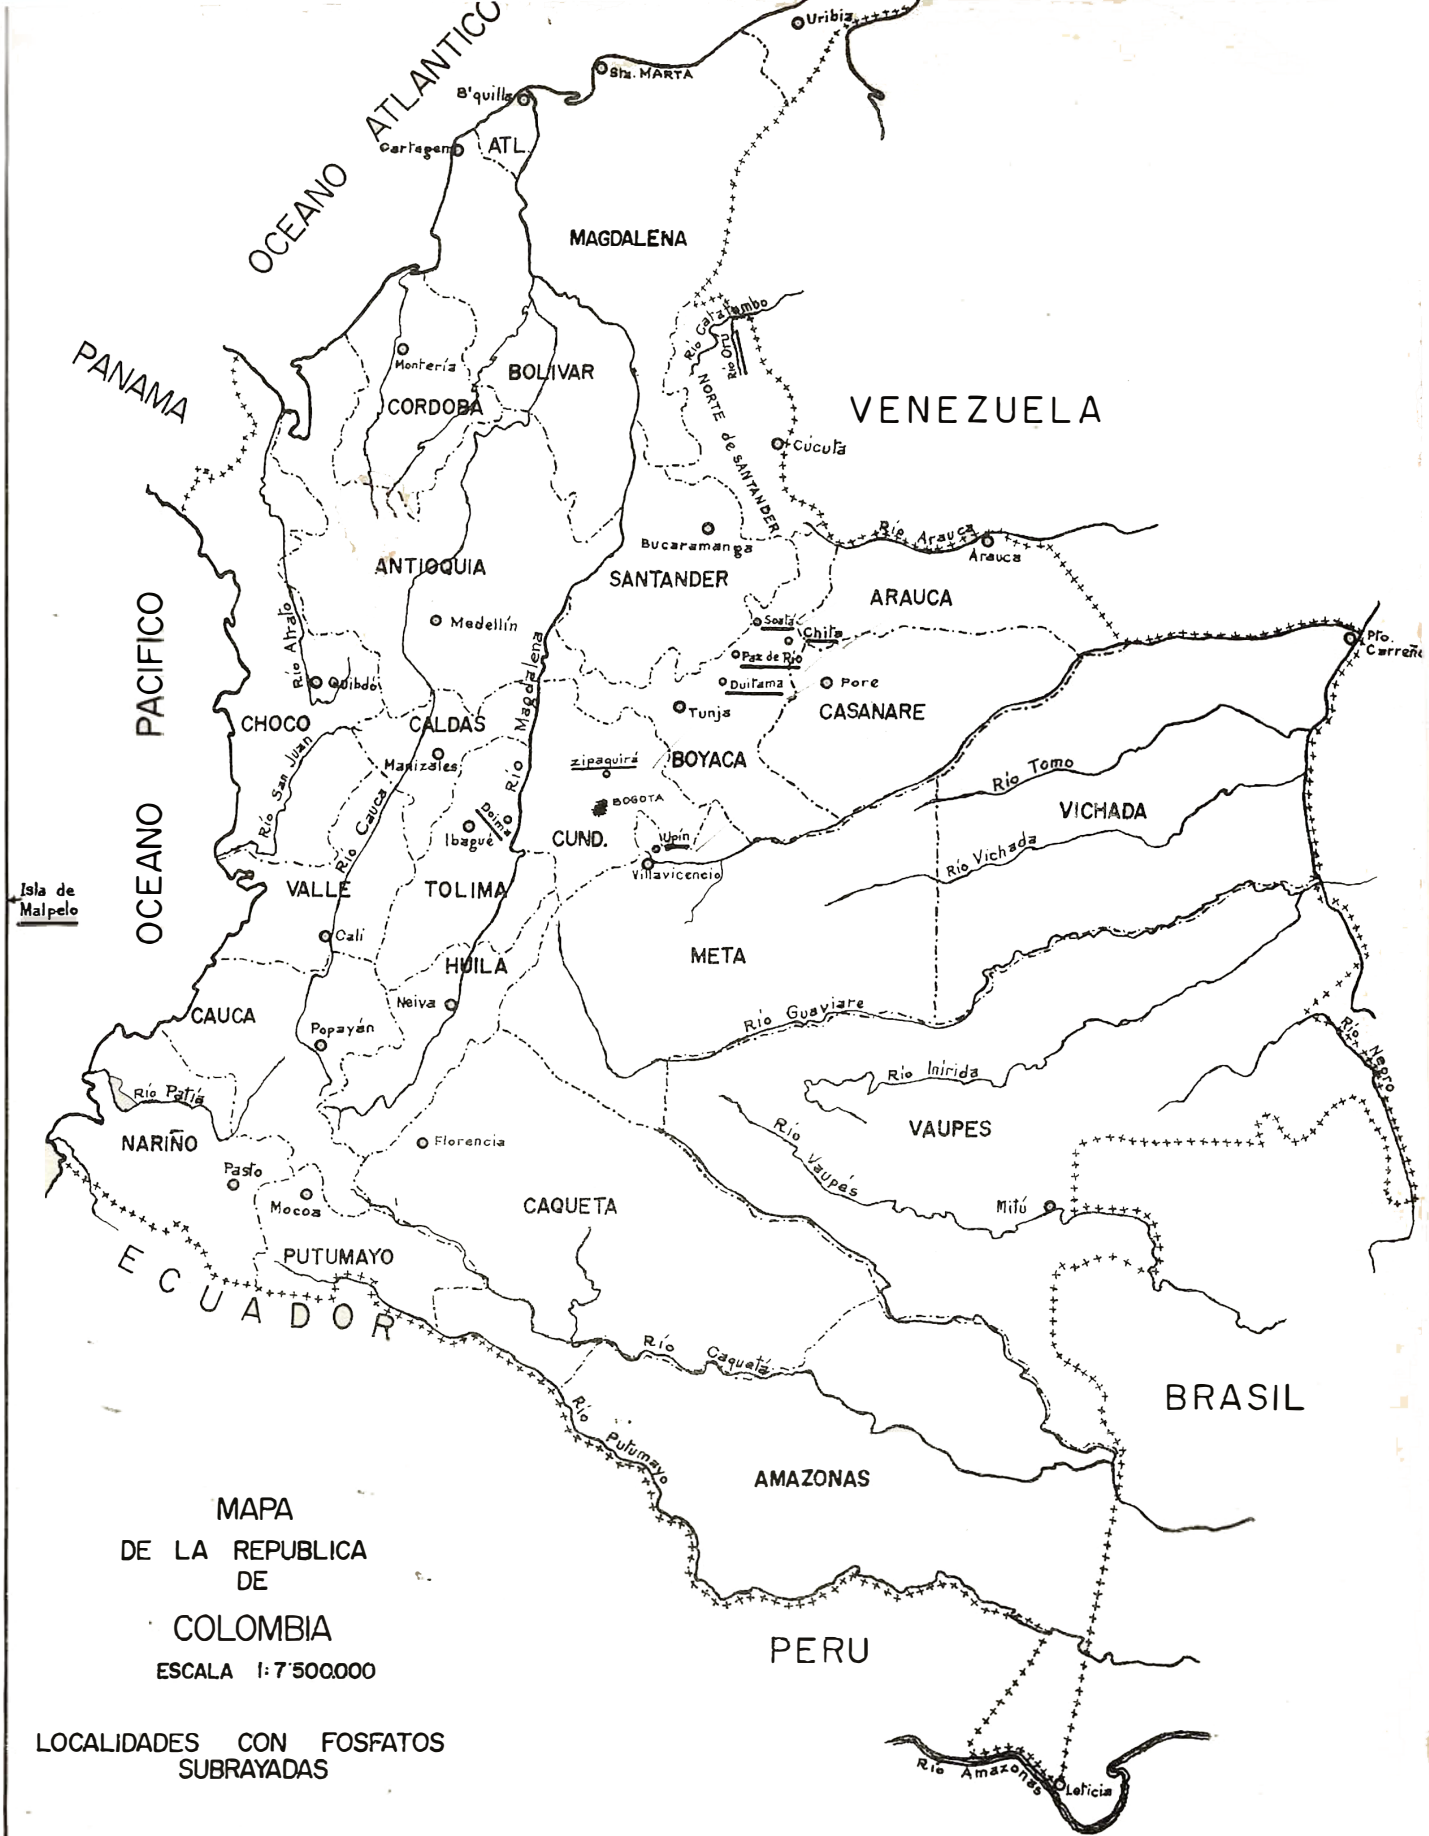 Uribia
OCEANO ATLANTICO
Sta. MARTA
B'quilla
Cartagena
ATL.
MAGDALENA
Río Catatumbo
Río Oro
PANAMA
Montería
BOLIVAR
CORDOBA
NORTE de SANTANDER
VENEZUELA
Cúcuta
Bucaramanga
Río Arauca
Arauca
ANTIOQUIA
SANTANDER
ARAUCA
Medellín
Soatá
Chita
Pto.
Carreño
Río Atrato
Paz de Río
Quibdó
Duitama
Pore
Río Magdalena
CHOCO
CALDAS
Tunja
CASANARE
OCEANO PACIFICO
Río San Juan
Manizales
zipaquirá
BOYACA
Río Tomo
Río Cauca
BOGOTA
VICHADA
Doima
Ibagué
CUND.
Upín
Río Vichada
Villavicencio
Isla de
Malpelo
VALLE
TOLIMA
Cali
META
HUILA
Neiva
CAUCA
Popayán
Río Guaviare
Río Negro
Río Inírida
Río Patía
NARIÑO
Florencia
Río Vaupés
VAUPES
Pasto
Mocoa
CAQUETA
Mitú
PUTUMAYO
ECUADOR
Río Caquetá
BRASIL
Río Putumayo
AMAZONAS
MAPA
DE LA REPUBLICA
DE
COLOMBIA
ESCALA 1:7'500.000
PERU
LOCALIDADES CON FOSFATOS
SUBRAYADAS
Río Amazonas
Leticia